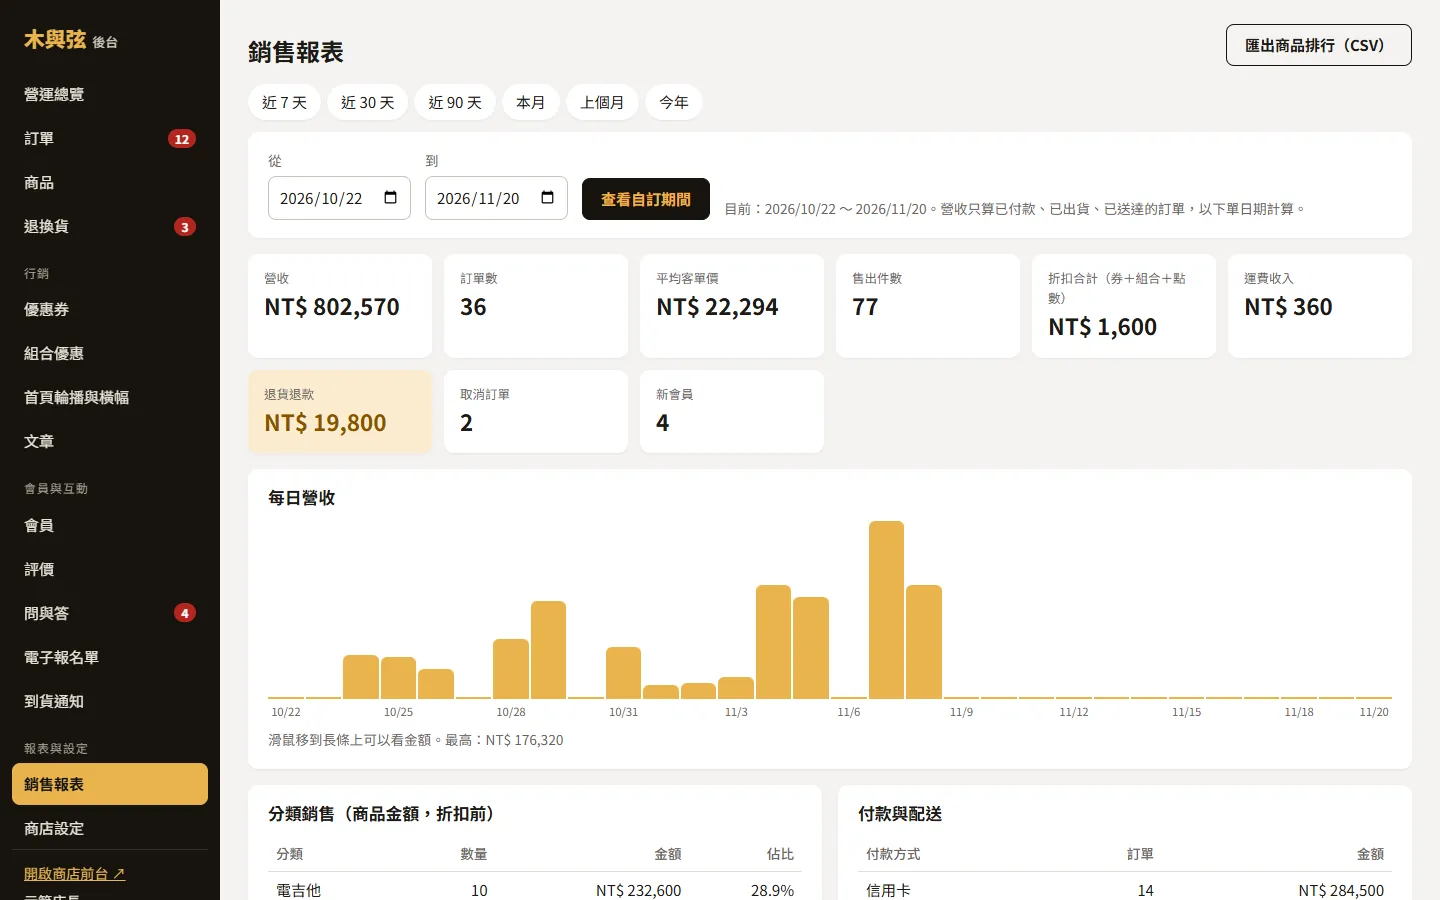 木與弦 後台
營運總覽
訂單 12
商品
退換貨 3
行銷
優惠券
組合優惠
首頁輪播與橫幅
文章
會員與互動
會員
評價
問與答 4
電子報名單
到貨通知
報表與設定
銷售報表
商店設定
開啟商店前台 ↗
銷售報表
匯出商品排行（CSV）
近 7 天 近 30 天 近 90 天 本月 上個月 今年
從 到
2026/10/22 2026/11/20 查看自訂期間 目前：2026/10/22 ～ 2026/11/20。營收只算已付款、已出貨、已送達的訂單，以下單日期計算。
營收
NT$ 802,570
訂單數
36
平均客單價
NT$ 22,294
售出件數
77
折扣合計（券＋組合＋點
數）
NT$ 1,600
運費收入
NT$ 360
退貨退款
NT$ 19,800
取消訂單
2
新會員
4
每日營收
10/22 10/25 10/28 10/31 11/3 11/6 11/9 11/12 11/15 11/18 11/20
滑鼠移到長條上可以看金額。最高：NT$ 176,320
分類銷售（商品金額，折扣前）
分類 數量 金額 佔比
電吉他 10 NT$ 232,600 28.9%
付款與配送
付款方式 訂單 金額
信用卡 14 NT$ 284,500